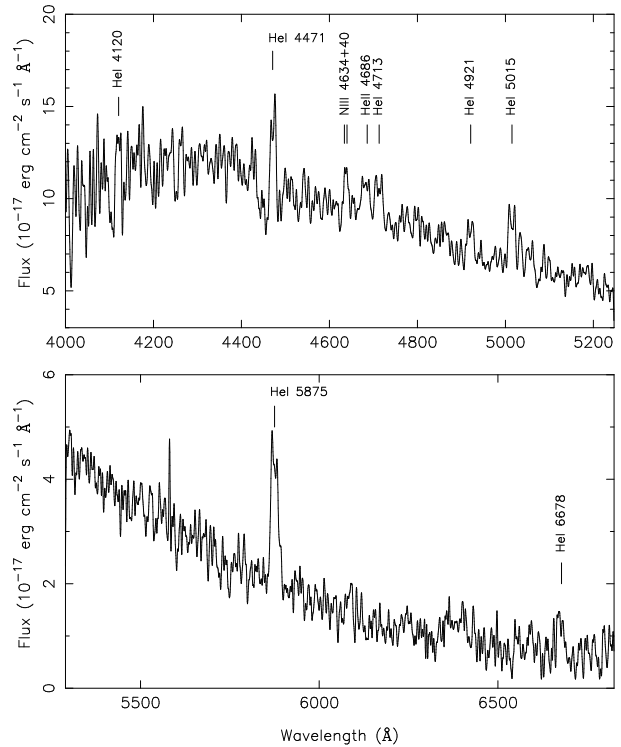 20
15
10
5
Flux (10⁻¹⁷ erg cm⁻² s⁻¹ Å⁻¹)
HeI 4120
HeI 4471
NIII 4634+40
HeII 4686
HeI 4713
HeI 4921
HeI 5015
4000 4200 4400 4600 4800 5000 5200
6
4
2
0
Flux (10⁻¹⁷ erg cm⁻² s⁻¹ Å⁻¹)
HeI 5875
HeI 6678
5500 6000 6500
Wavelength (Å)